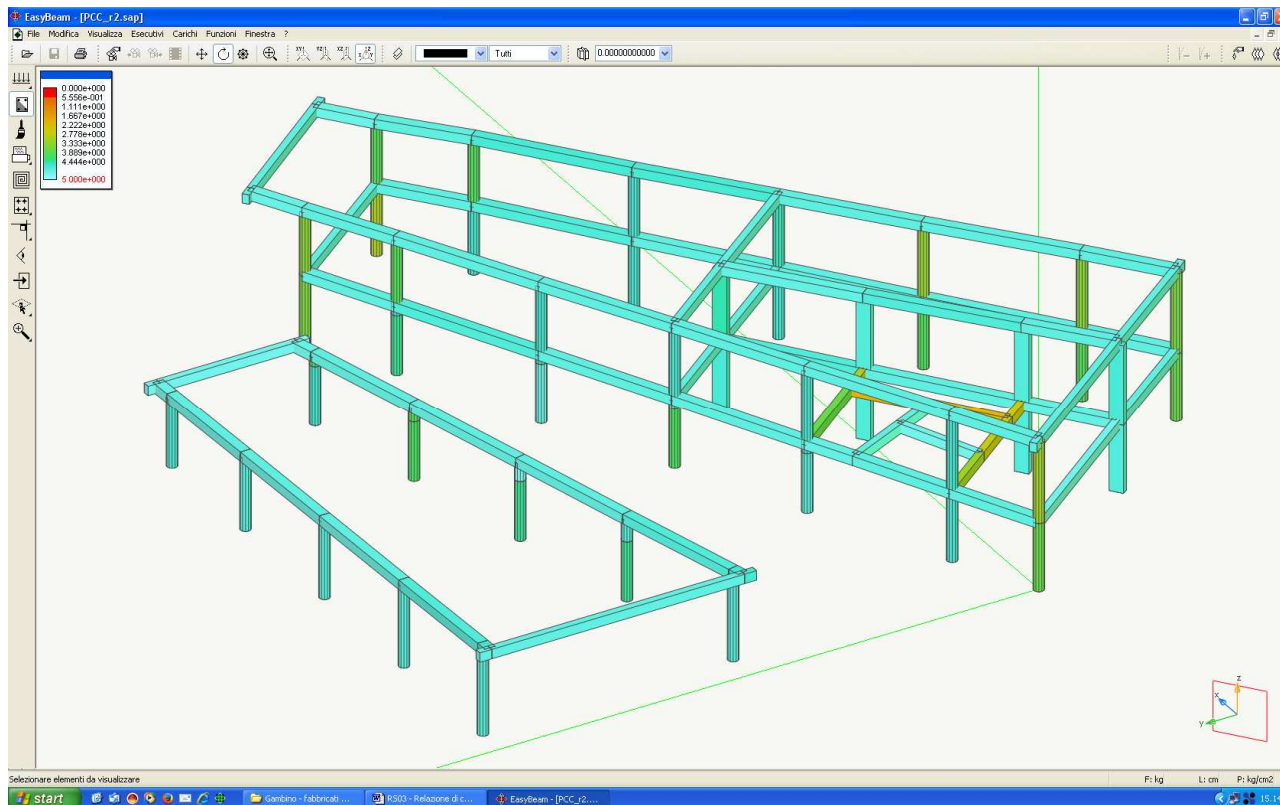 EasyBeam - [PCC_r2.sap]
File Modifica Visualizza Esecutivi Carichi Funzioni Finestra ?
Tutti 0.00000000000
0.000e+000
5.556e-001
1.111e+000
1.667e+000
2.222e+000
2.778e+000
3.333e+000
3.889e+000
4.444e+000
5.000e+000
z
x
y
Selezionare elementi da visualizzare F: kg L: cm P: kg/cm2
start Gambino - fabbricati ... RS03 - Relazione di c... EasyBeam - [PCC_r2.... 15.14